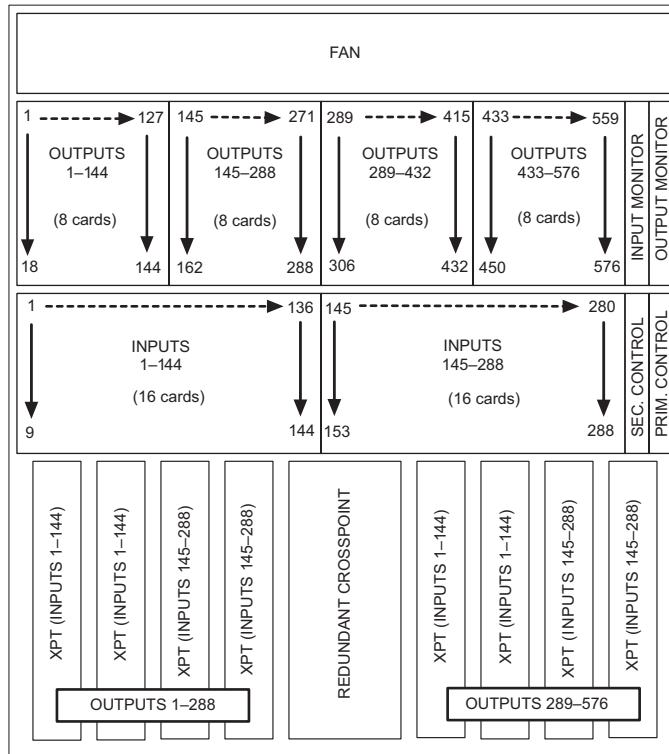 FAN
1 127 145 271 289 415 433 559
OUTPUTS 1–144 (8 cards)
OUTPUTS 145–288 (8 cards)
OUTPUTS 289–432 (8 cards)
OUTPUTS 433–576 (8 cards)
18 144 162 288 306 432 450 576
INPUT MONITOR
OUTPUT MONITOR
1 136 145 280
INPUTS 1–144 (16 cards)
INPUTS 145–288 (16 cards)
9 144 153 288
SEC. CONTROL
PRIM. CONTROL
XPT (INPUTS 1–144)
XPT (INPUTS 1–144)
XPT (INPUTS 145–288)
XPT (INPUTS 145–288)
OUTPUTS 1–288
REDUNDANT CROSSPOINT
XPT (INPUTS 1–144)
XPT (INPUTS 1–144)
XPT (INPUTS 145–288)
XPT (INPUTS 145–288)
OUTPUTS 289–576